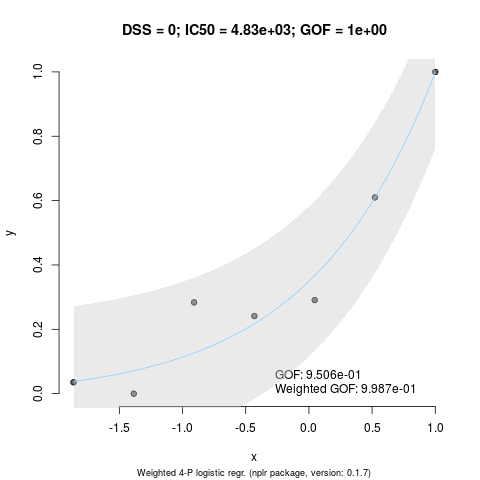 DSS = 0; IC50 = 4.83e+03; GOF = 1e+00
1.0
0.8
0.6
y
0.4
0.2
0.0
GOF: 9.506e-01
Weighted GOF: 9.987e-01
-1.5 -1.0 -0.5 0.0 0.5 1.0
x
Weighted 4-P logistic regr. (nplr package, version: 0.1.7)